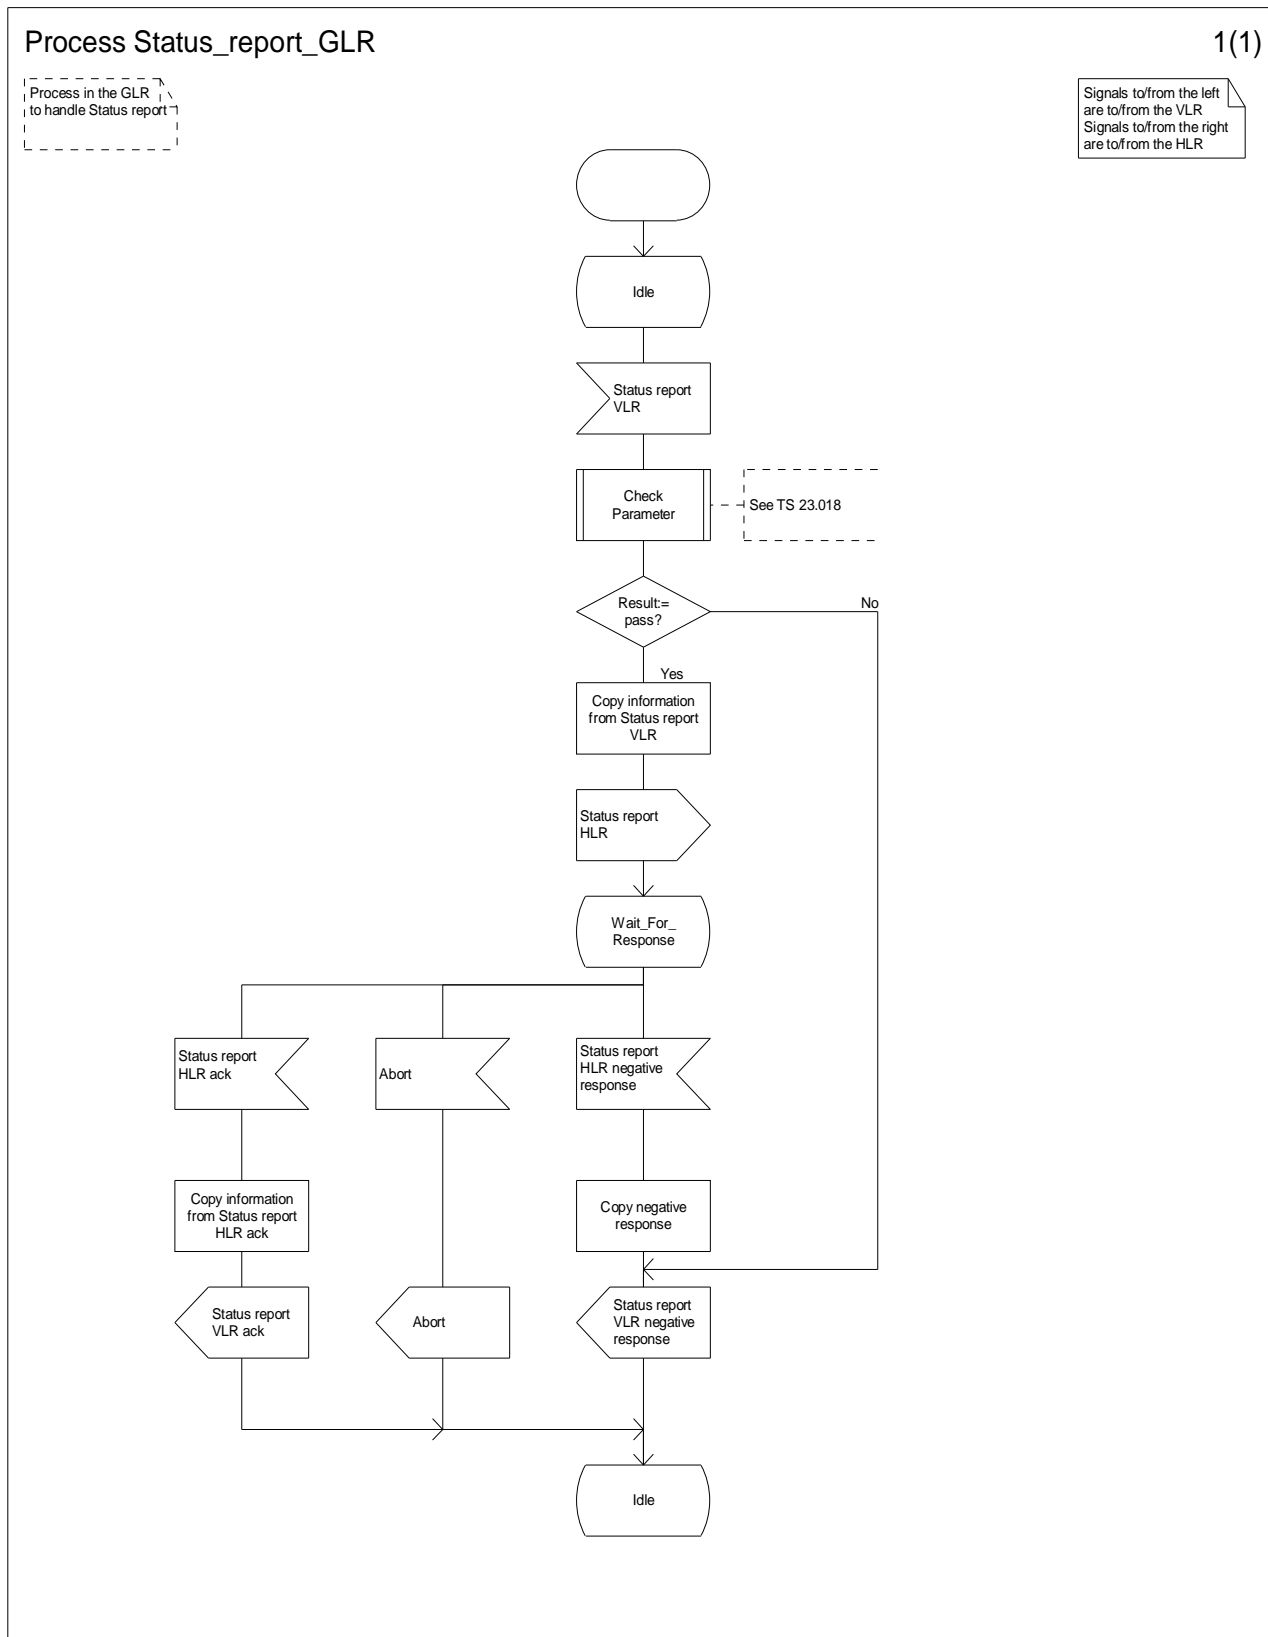 Process Status_report_GLR
1(1)
Process in the GLR
to handle Status report
Signals to/from the left
are to/from the VLR
Signals to/from the right
are to/from the HLR
Idle
Status report
VLR
Check
Parameter
See TS 23.018
Result:=
pass?
No
Yes
Copy information
from Status report
VLR
Status report
HLR
Wait_For_
Response
Status report
HLR ack
Abort
Status report
HLR negative
response
Copy information
from Status report
HLR ack
Copy negative
response
Status report
VLR ack
Abort
Status report
VLR negative
response
Idle